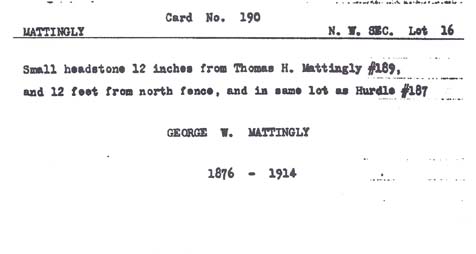 Card No. 190
MATTINGLY N. W. SEC. Lot 16
Small headstone 12 inches from Thomas H. Mattingly #189,
and 12 feet from north fence, and in same lot as Hurdle #187
GEORGE W. MATTINGLY
1876 - 1914